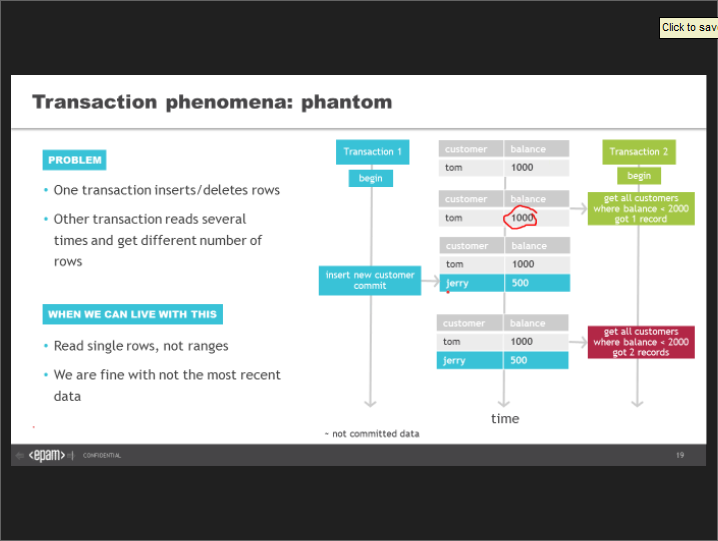 Click to sav
Transaction phenomena: phantom
PROBLEM
• One transaction inserts/deletes rows
• Other transaction reads several
times and get different number of
rows
WHEN WE CAN LIVE WITH THIS
• Read single rows, not ranges
• We are fine with not the most recent
data
Transaction 1
begin
insert new customer
commit
customer balance
tom 1000
customer balance
tom 1000
customer balance
tom 1000
jerry 500
customer balance
tom 1000
jerry 500
time
Transaction 2
begin
get all customers
where balance < 2000
got 1 record
get all customers
where balance < 2000
got 2 records
~ not committed data
<epam> CONFIDENTIAL
19